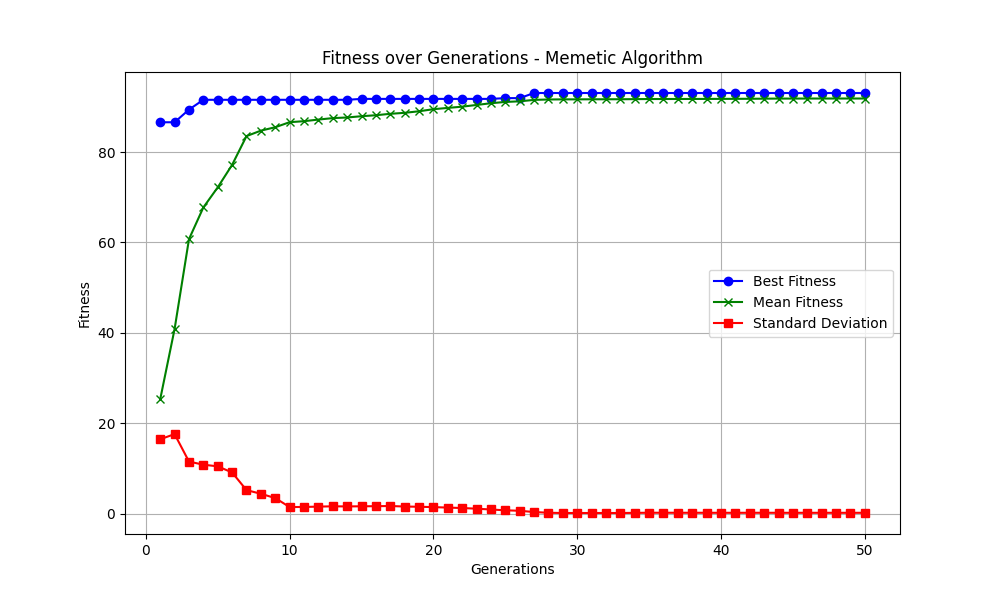 Fitness over Generations - Memetic Algorithm
80
60
40
20
0
Fitness
Best Fitness
Mean Fitness
Standard Deviation
0 10 20 30 40 50
Generations